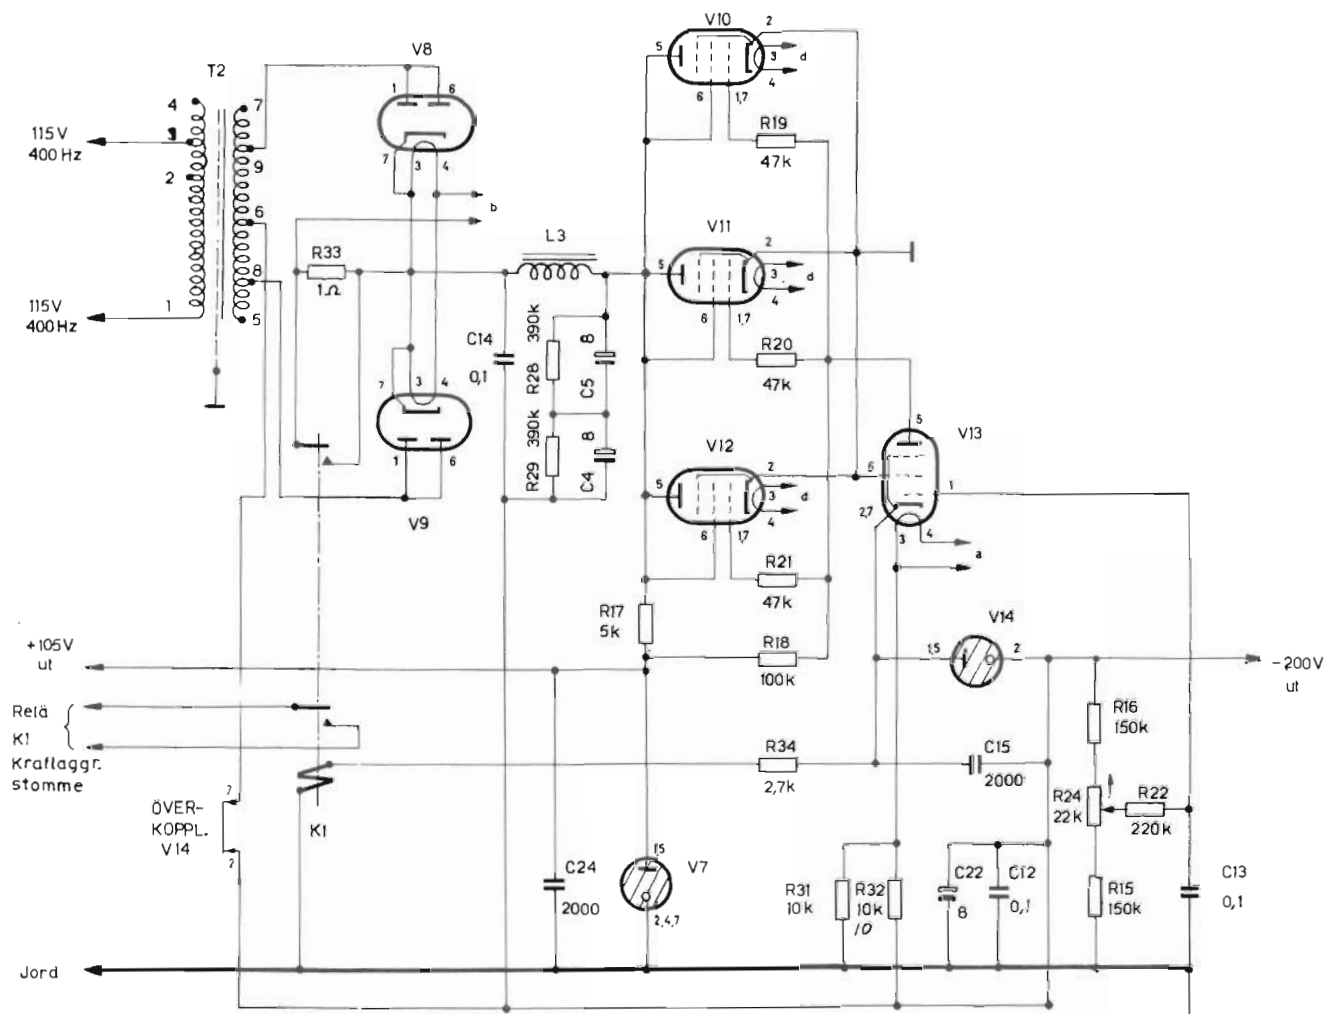 V10
2
5
d
3
4
6
1,7
V8
T2
1
6
4
7
115V
400 Hz
3
R19
47k
7
3
4
9
2
b
6
V11
2
L3
5
d
3
4
R33
1Ω
8
115V
400 Hz
1
5
6
1,7
390k
8
C14
0,1
R28
C5
R20
47k
7
3
4
5
V13
390k
8
V12
2
6
1
6
1
R29
C4
5
d
3
4
V9
2,7
3
4
6
1,7
a
R21
47k
R17
5k
V14
+105V
ut
R18
100k
1,5
2
-200V
ut
Relä
K1
Kraftaggr.
stomme
R16
150k
R34
2,7k
C15
2000
7
ÖVER-
KOPPL.
V14
2
K1
R24
22k
R22
220k
1,5
V7
C24
2000
2,4,7
R31
10k
R32
10k
10
C22
8
C12
0,1
R15
150k
C13
0,1
Jord